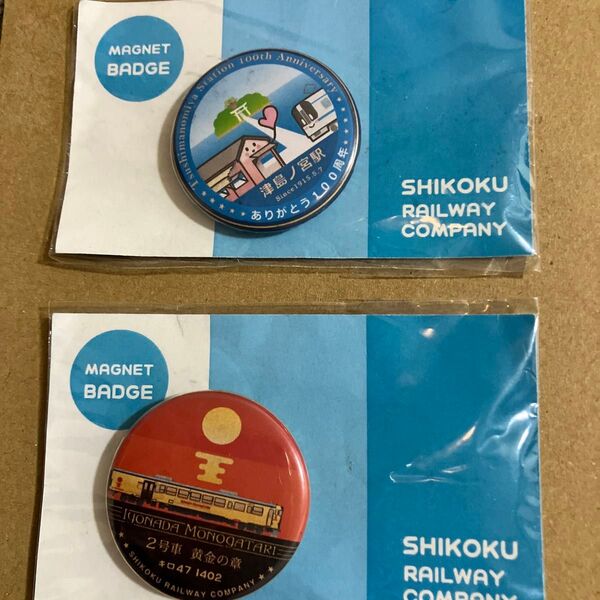 MAGNET
BADGE
Tsushimanomiya Station 100th Anniversary
津島ノ宮駅
Since1915.5.7
ありがとう100周年
SHIKOKU
RAILWAY
COMPANY
MAGNET
BADGE
IYONADA MONOGATARI
2号車 黄金の章
キロ47 1402
SHIKOKU RAILWAY COMPANY
SHIKOKU
RAILWAY
COMPANY